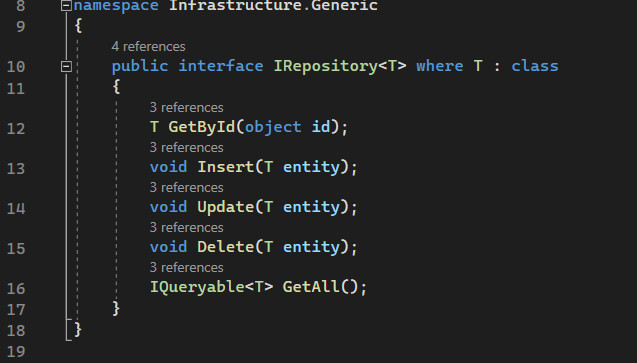 8 namespace Infrastructure.Generic
9 {
4 references
10 public interface IRepository<T> where T : class
11 {
3 references
12 T GetById(object id);
3 references
13 void Insert(T entity);
3 references
14 void Update(T entity);
3 references
15 void Delete(T entity);
3 references
16 IQueryable<T> GetAll();
17 }
18 }
19